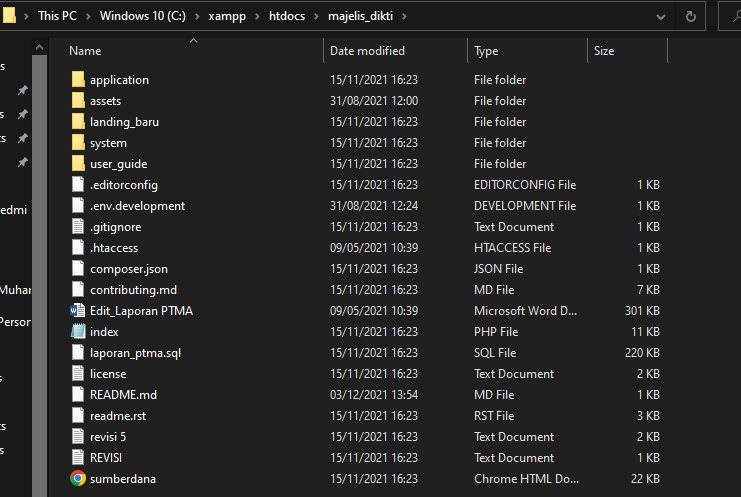 This PC > Windows 10 (C:) > xampp > htdocs > majelis_dikti >
Name Date modified Type Size
application 15/11/2021 16:23 File folder
assets 31/08/2021 12:00 File folder
landing_baru 15/11/2021 16:23 File folder
system 15/11/2021 16:23 File folder
user_guide 15/11/2021 16:23 File folder
.editorconfig 15/11/2021 16:23 EDITORCONFIG File 1 KB
.env.development 31/08/2021 12:24 DEVELOPMENT File 1 KB
.gitignore 15/11/2021 16:23 Text Document 1 KB
.htaccess 09/05/2021 10:39 HTACCESS File 1 KB
composer.json 15/11/2021 16:23 JSON File 1 KB
contributing.md 15/11/2021 16:23 MD File 7 KB
Edit_Laporan PTMA 09/05/2021 10:39 Microsoft Word D... 301 KB
index 15/11/2021 16:23 PHP File 11 KB
laporan_ptma.sql 15/11/2021 16:23 SQL File 220 KB
license 15/11/2021 16:23 Text Document 2 KB
README.md 03/12/2021 13:54 MD File 1 KB
readme.rst 15/11/2021 16:23 RST File 3 KB
revisi 5 15/11/2021 16:23 Text Document 2 KB
REVISI 15/11/2021 16:23 Text Document 1 KB
sumberdana 15/11/2021 16:23 Chrome HTML Do... 22 KB
edmi
Muhar
Person